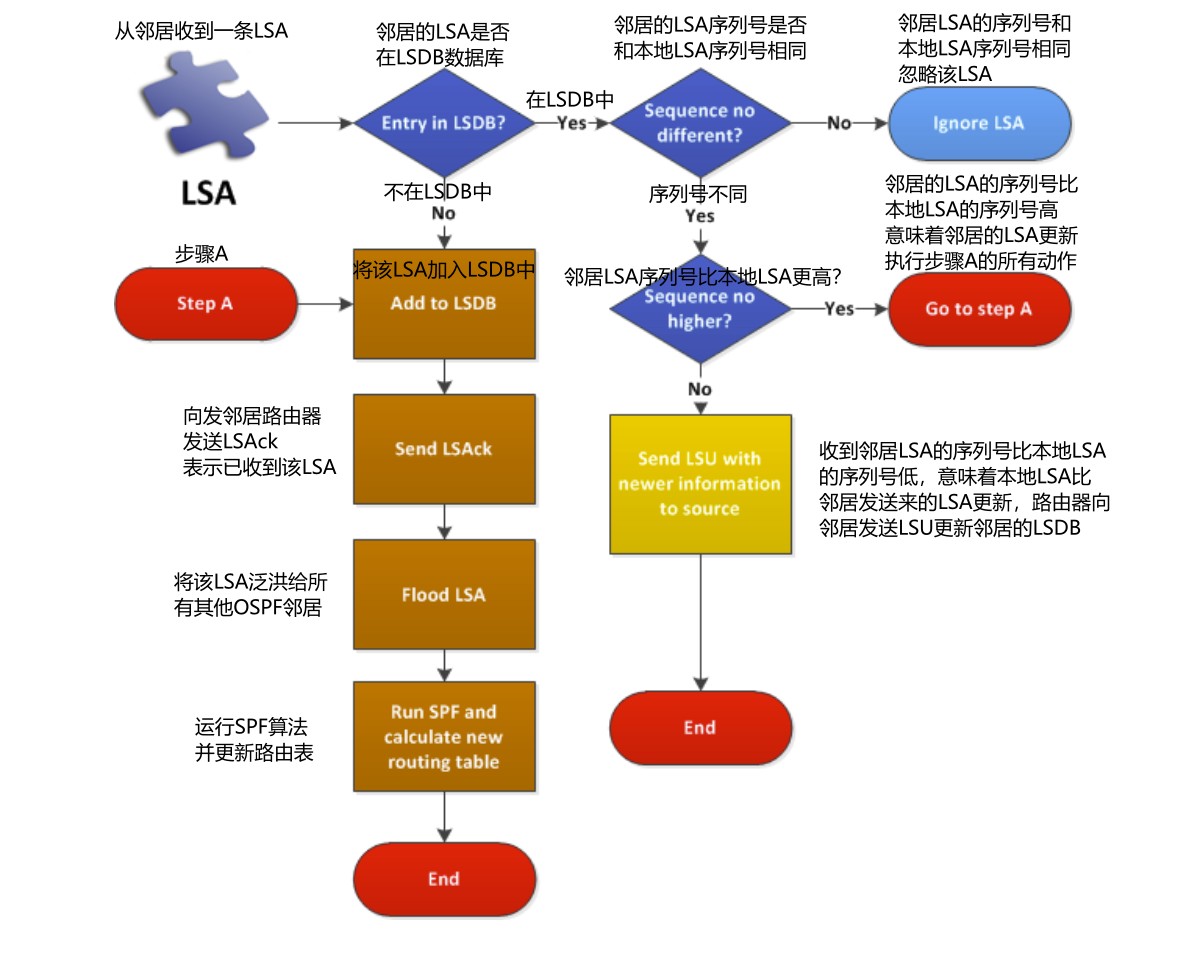 从邻居收到一条LSA
LSA
邻居的LSA是否
在LSDB数据库
Entry in LSDB?
在LSDB中
Yes
邻居的LSA序列号是否
和本地LSA序列号相同
Sequence no
different?
No
邻居LSA的序列号和
本地LSA序列号相同
忽略该LSA
Ignore LSA
不在LSDB中
No
序列号不同
Yes
邻居的LSA的序列号比
本地LSA的序列号高
意味着邻居的LSA更新
执行步骤A的所有动作
步骤A
Step A
将该LSA加入LSDB中
Add to LSDB
邻居LSA序列号比本地LSA更高?
Sequence no
higher?
Yes
Go to step A
No
向发邻居路由器
发送LSAck
表示已收到该LSA
Send LSAck
Send LSU with
newer information
to source
收到邻居LSA的序列号比本地LSA
的序列号低，意味着本地LSA比
邻居发送来的LSA更新，路由器向
邻居发送LSU更新邻居的LSDB
将该LSA泛洪给所
有其他OSPF邻居
Flood LSA
运行SPF算法
并更新路由表
Run SPF and
calculate new
routing table
End
End